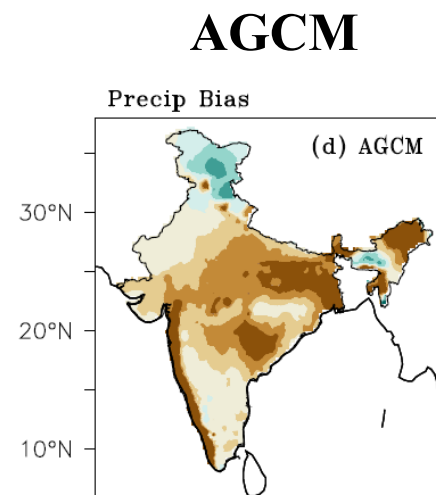 AGCM
Precip Bias
(d) AGCM
30°N
20°N
10°N